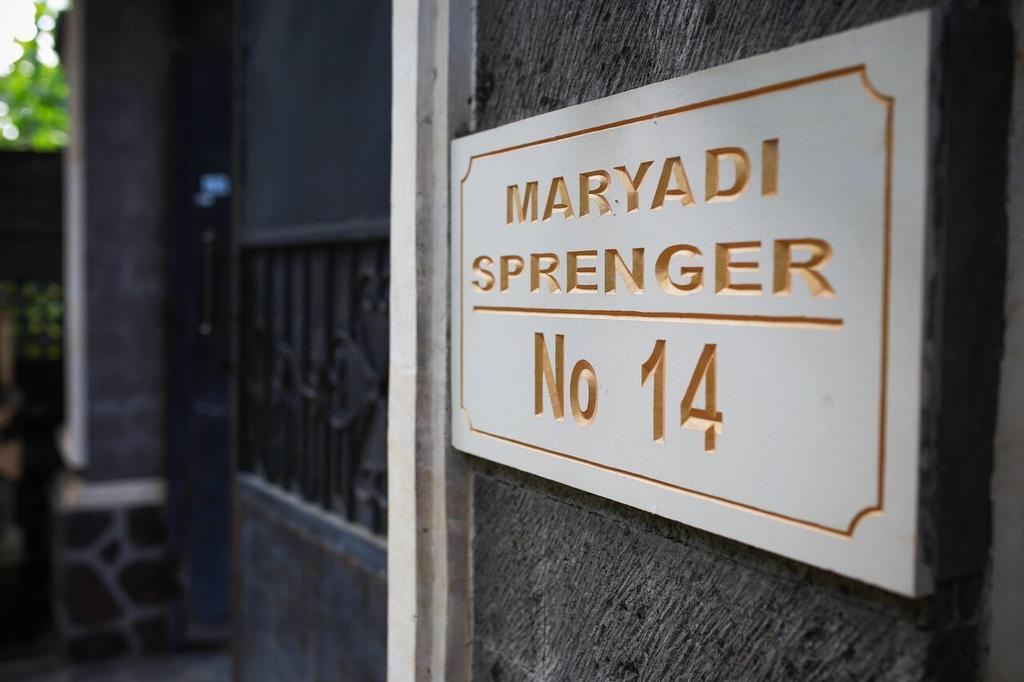 MARYADI
SPRENGER
No 14